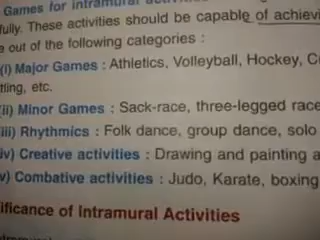 Games for intramural
fully. These activities should be capable of achievi
out of the following categories :
(i) Major Games : Athletics, Volleyball, Hockey,
tling, etc.
(ii) Minor Games : Sack-race, three-legged race
(iii) Rhythmics : Folk dance, group dance, solo
iv) Creative activities : Drawing and painting a
v) Combative activities : Judo, Karate, boxing
ificance of Intramural Activities